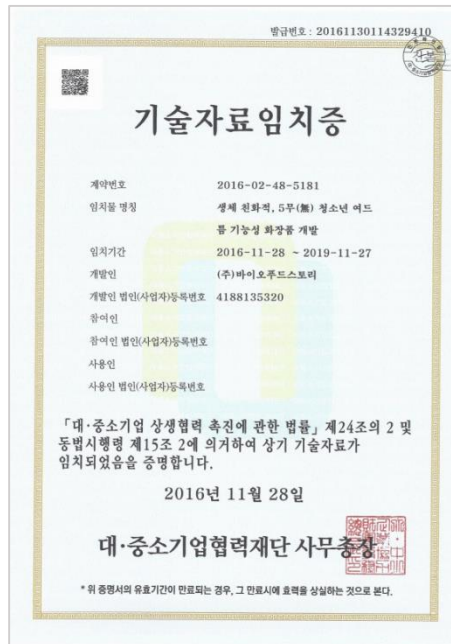 발급번호 : 20161130114329410
기술자료임치증
계약번호 2016-02-48-5181
임치물 명칭 생체 친화적, 5무(無) 청소년 여드
름 기능성 화장품 개발
임치기간 2016-11-28 ~ 2019-11-27
개발인 (주)바이오푸드스토리
개발인 법인(사업자)등록번호 4188135320
참여인
참여인 법인(사업자)등록번호
사용인
사용인 법인(사업자)등록번호
「대·중소기업 상생협력 촉진에 관한 법률」 제24조의 2 및
동법시행령 제15조 2에 의거하여 상기 기술자료가
임치되었음을 증명합니다.
2016년 11월 28일
대·중소기업협력재단 사무총장
* 위 증명서의 유효기간이 만료되는 경우, 그 만료시에 효력을 상실하는 것으로 본다.